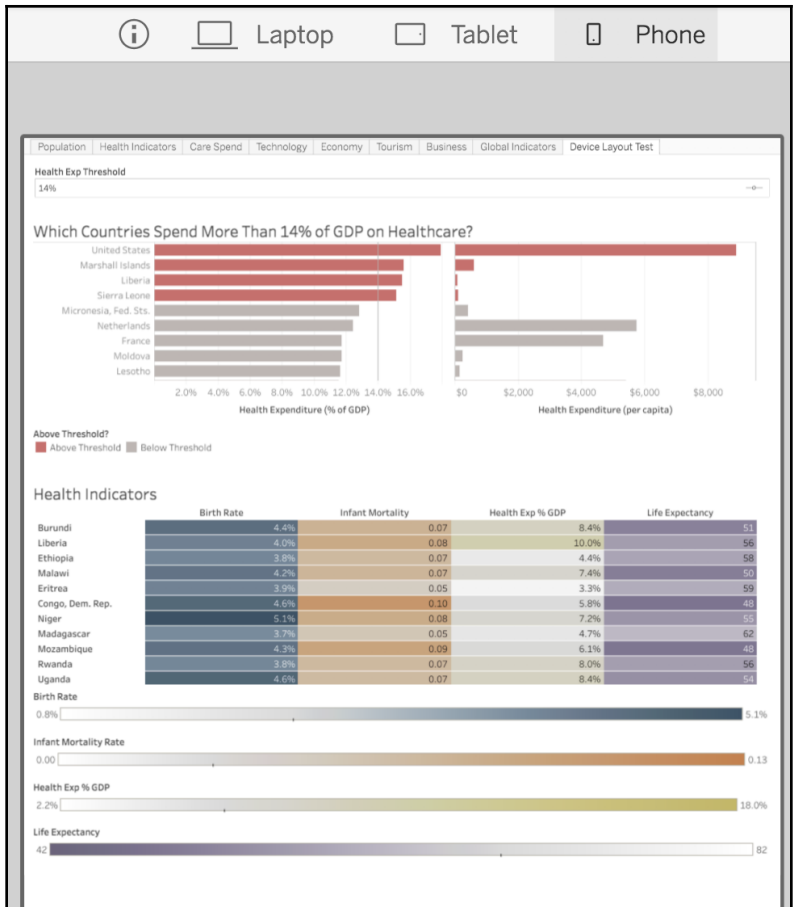 Laptop Tablet Phone
Population Health Indicators Care Spend Technology Economy Tourism Business Global Indicators Device Layout Test
Health Exp Threshold
14%
Which Countries Spend More Than 14% of GDP on Healthcare?
United States
Marshall Islands
Liberia
Sierra Leone
Micronesia, Fed. Sts.
Netherlands
France
Moldova
Lesotho
2.0% 4.0% 6.0% 8.0% 10.0% 12.0% 14.0% 16.0% $0 $2,000 $4,000 $6,000 $8,000
Health Expenditure (% of GDP) Health Expenditure (per capita)
Above Threshold?
Above Threshold Below Threshold
Health Indicators
Birth Rate Infant Mortality Health Exp % GDP Life Expectancy
Burundi 4.4% 0.07 8.4% 51
Liberia 4.0% 0.08 10.0% 56
Ethiopia 3.8% 0.07 4.4% 58
Malawi 4.2% 0.07 7.4% 50
Eritrea 3.9% 0.05 3.3% 59
Congo, Dem. Rep. 4.6% 0.10 5.8% 48
Niger 5.1% 0.08 7.2% 55
Madagascar 3.7% 0.05 4.7% 62
Mozambique 4.3% 0.09 6.1% 48
Rwanda 3.8% 0.07 8.0% 56
Uganda 4.6% 0.07 8.4% 54
Birth Rate
0.8% 5.1%
Infant Mortality Rate
0.00 0.13
Health Exp % GDP
2.2% 18.0%
Life Expectancy
42 82